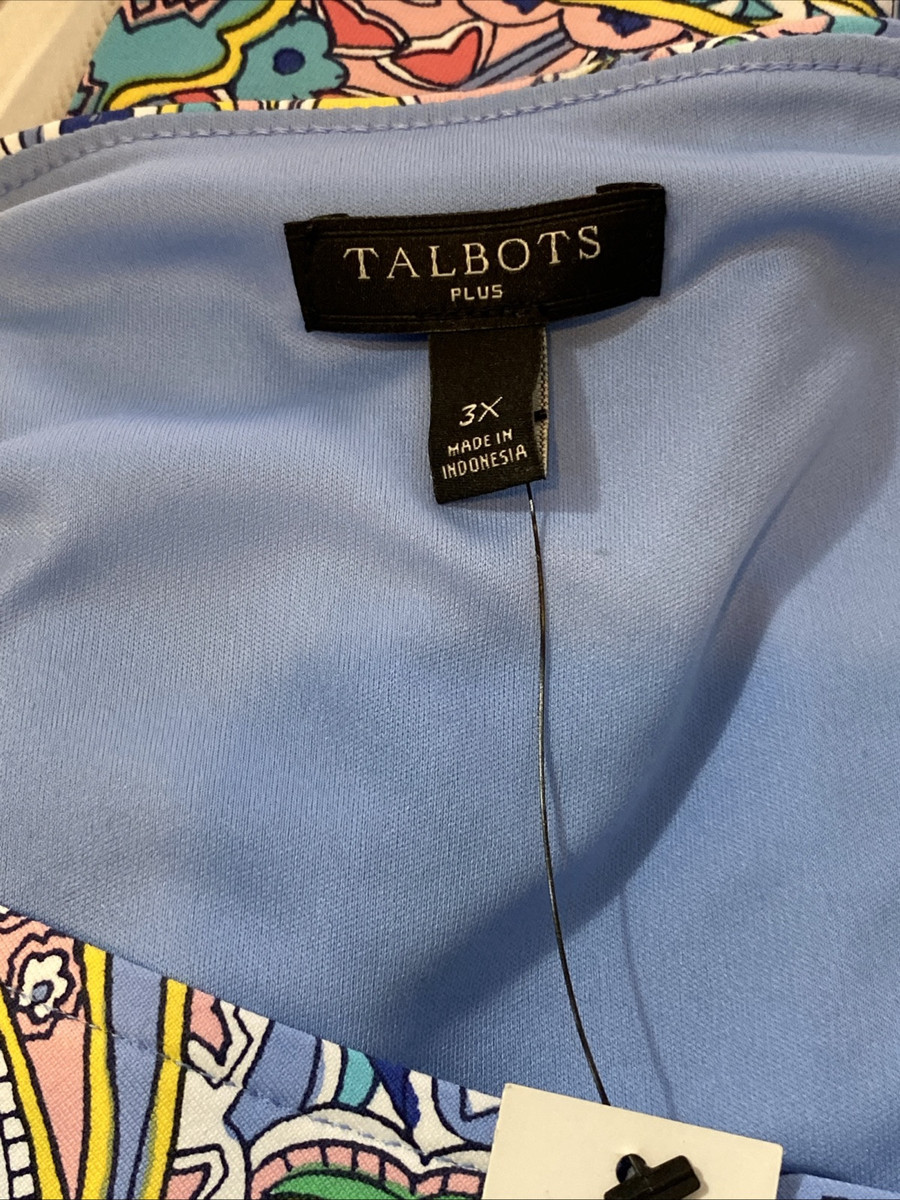 TALBOTS
PLUS
3X
MADE IN
INDONESIA